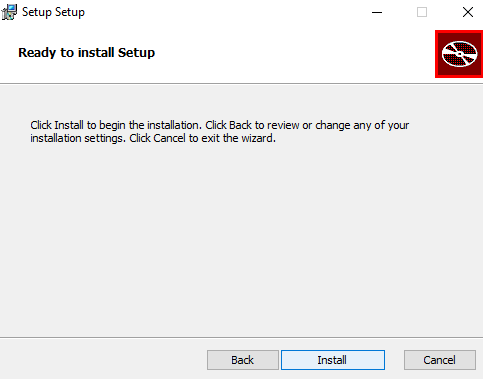 Setup Setup
Ready to install Setup
Click Install to begin the installation. Click Back to review or change any of your
installation settings. Click Cancel to exit the wizard.
Back
Install
Cancel